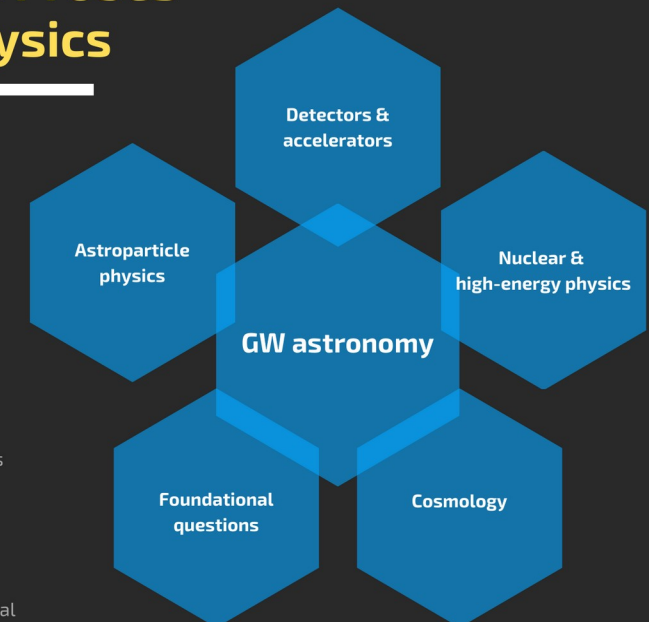 ysics
Detectors &
accelerators
Astroparticle
physics
Nuclear &
high-energy physics
GW astronomy
Foundational
questions
Cosmology
s
al